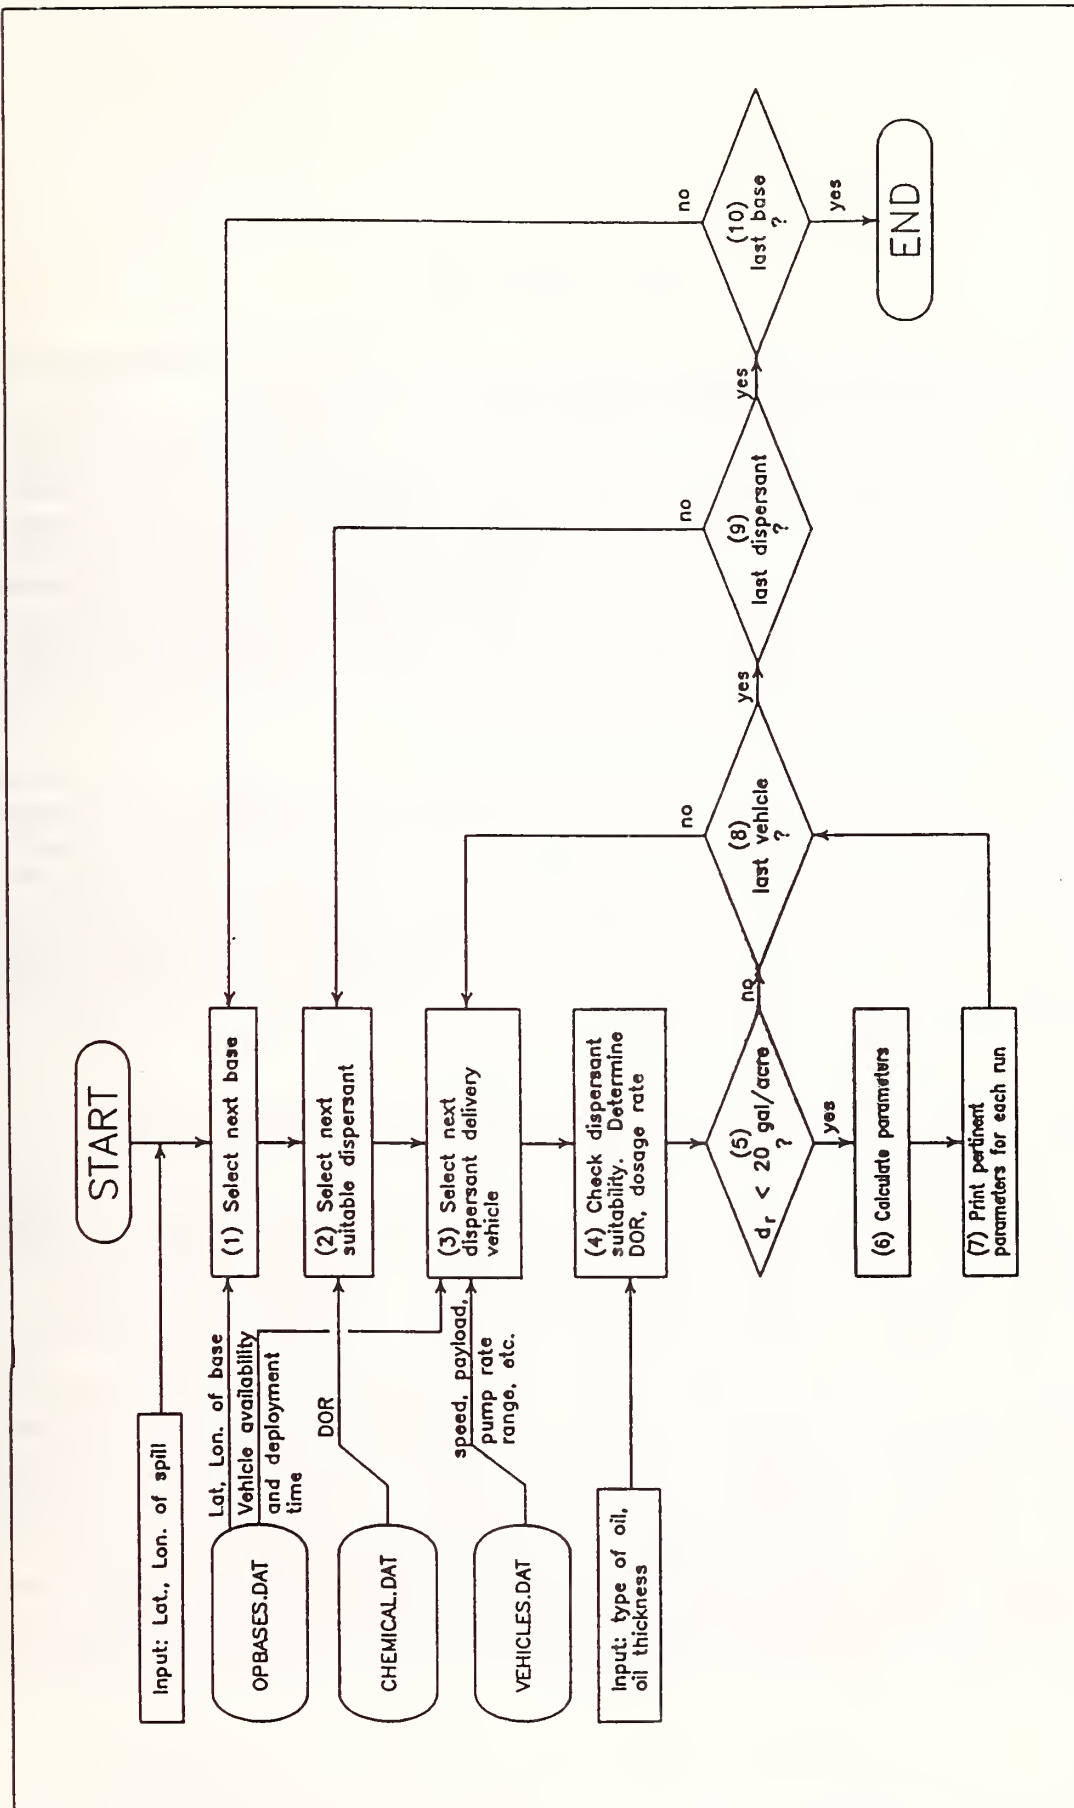 START
Input: Lat., Lon. of spill
(1) Select next base
OPBASES.DAT
Lat, Lon. of base
Vehicle availability
and deployment
time
(2) Select next
suitable dispersant
CHEMICAL.DAT
DOR
(3) Select next
dispersant delivery
vehicle
VEHICLES.DAT
speed, payload,
pump rate
range, etc.
(4) Check dispersant
suitability. Determine
DOR, dosage rate
Input: type of oil,
oil thickness
(5)
dr < 20 gal/acre
?
no
yes
(6) Calculate parameters
(7) Print pertinent
parameters for each run
(8)
last vehicle
?
no
yes
(9)
last dispersant
?
no
yes
(10)
last base
?
no
yes
END